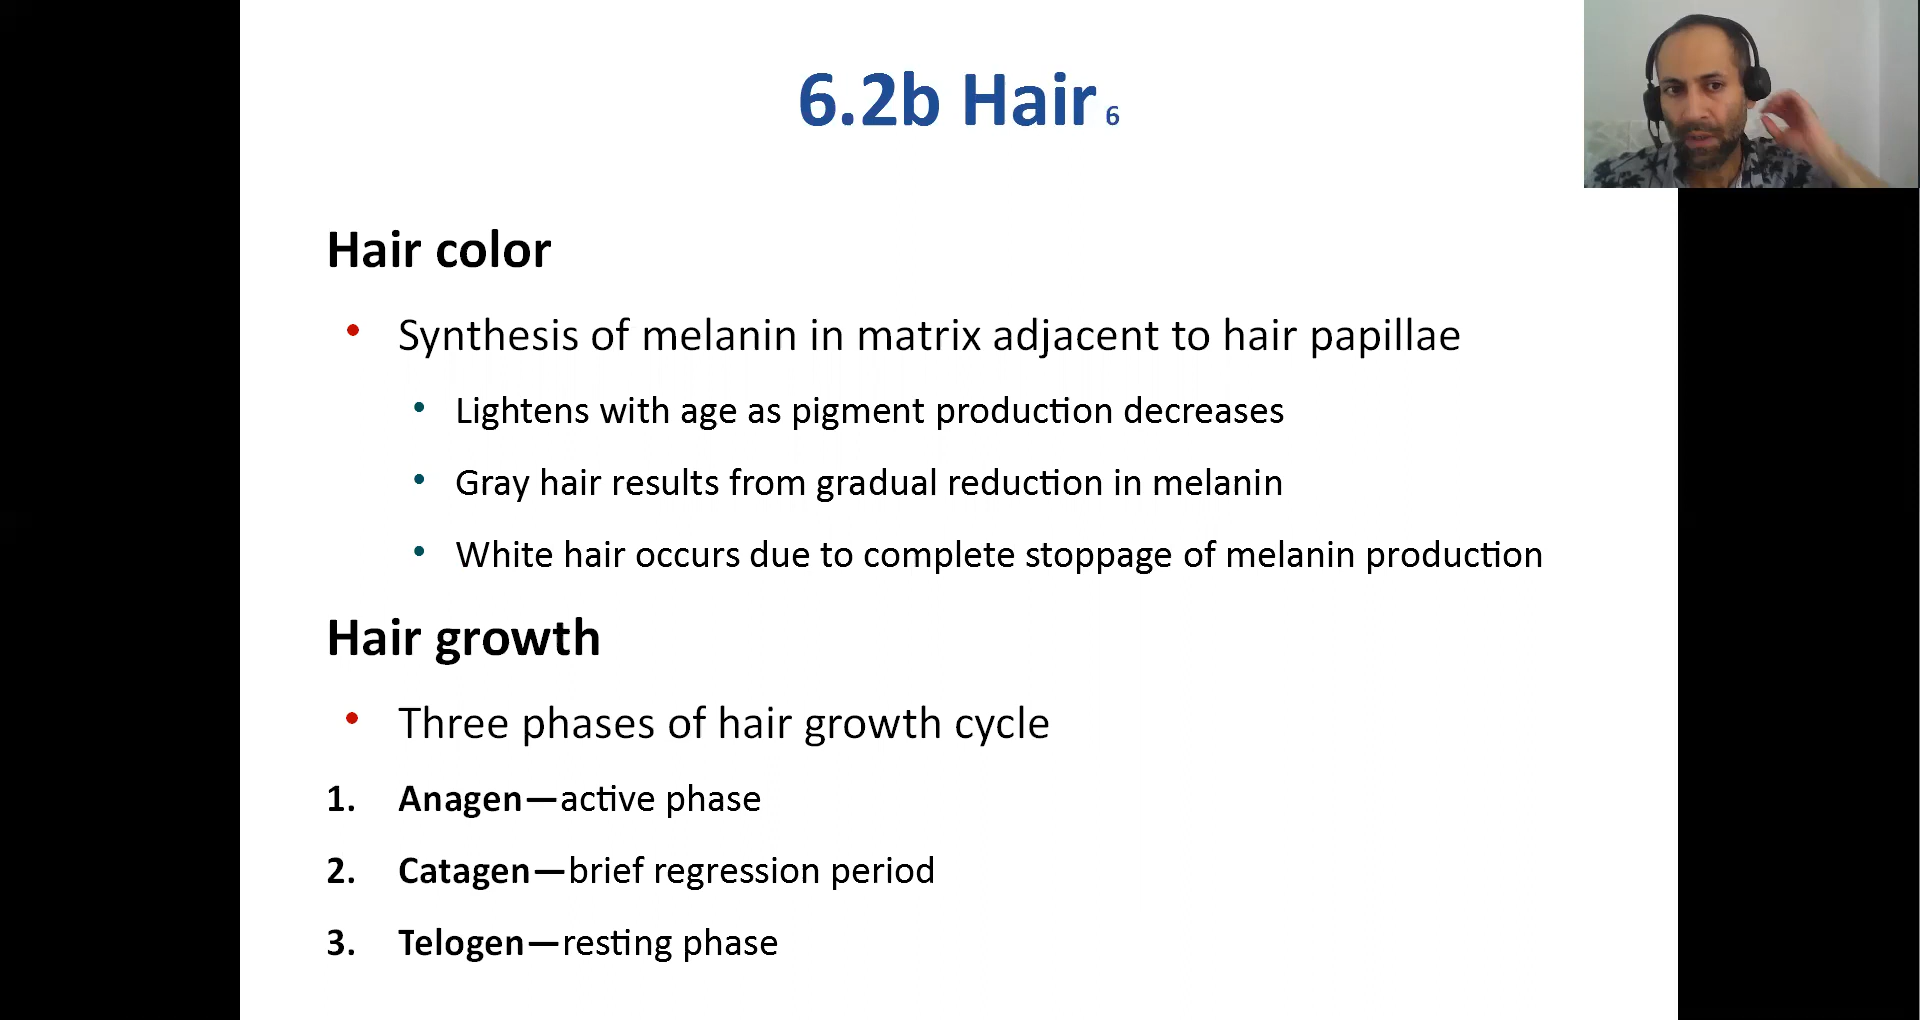 6.2b Hair 6
Hair color
• Synthesis of melanin in matrix adjacent to hair papillae
• Lightens with age as pigment production decreases
• Gray hair results from gradual reduction in melanin
• White hair occurs due to complete stoppage of melanin production
Hair growth
• Three phases of hair growth cycle
1. Anagen—active phase
2. Catagen—brief regression period
3. Telogen—resting phase